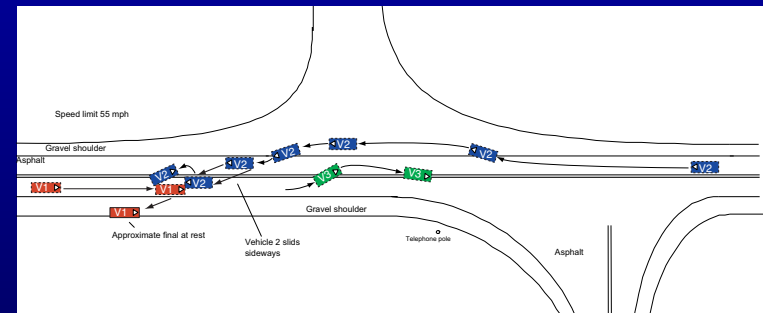 Speed limit 55 mph
Gravel shoulder
Asphalt
V2
V2
V2
V2
V2
V2
V2
V3
V3
V1
V1
V1
Gravel shoulder
Approximate final at rest
Vehicle 2 slids
sideways
Telephone pole
Asphalt